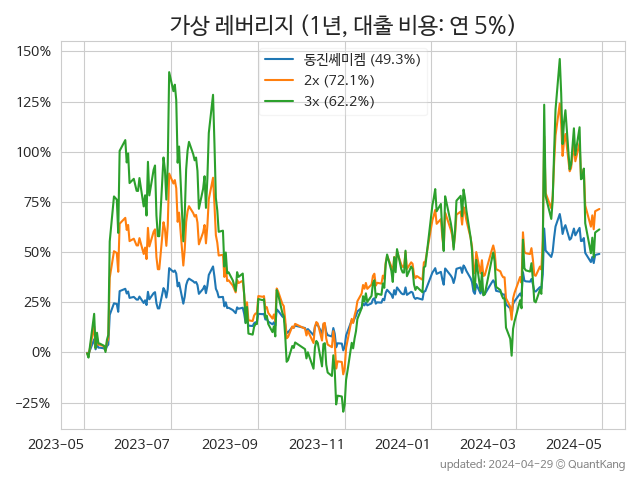 가상 레버리지 (1년, 대출 비용: 연 5%)
동진쎄미켐 (49.3%)
2x (72.1%)
3x (62.2%)
150%
125%
100%
75%
50%
25%
0%
−25%
2023-05 2023-07 2023-09 2023-11 2024-01 2024-03 2024-05
updated: 2024-04-29 © QuantKang